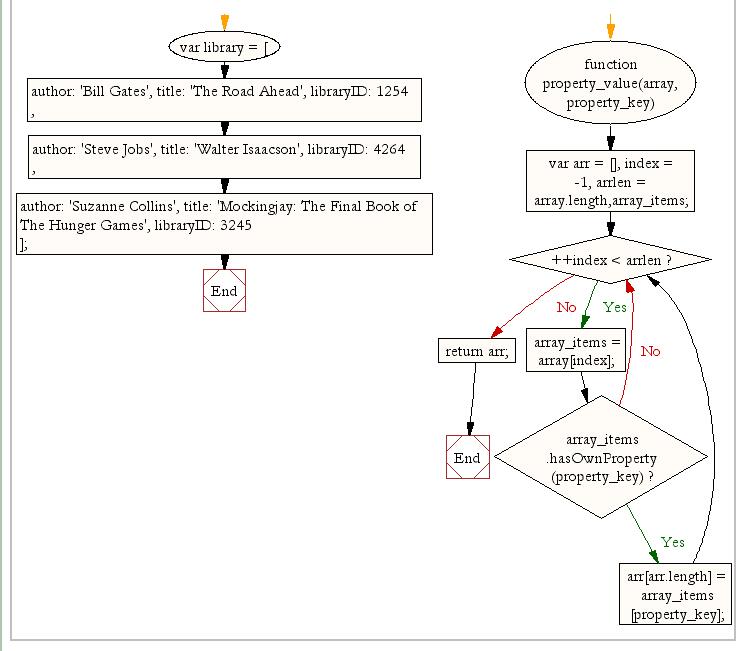 var library = [
author: 'Bill Gates', title: 'The Road Ahead', libraryID: 1254
,
author: 'Steve Jobs', title: 'Walter Isaacson', libraryID: 4264
,
author: 'Suzanne Collins', title: 'Mockingjay: The Final Book of
The Hunger Games', libraryID: 3245
];
End
function
property_value(array,
property_key)
var arr = [], index =
-1, arrlen =
array.length,array_items;
++index < arrlen ?
No
Yes
return arr;
array_items =
array[index];
No
End
array_items
.hasOwnProperty
(property_key) ?
Yes
arr[arr.length] =
array_items
[property_key];